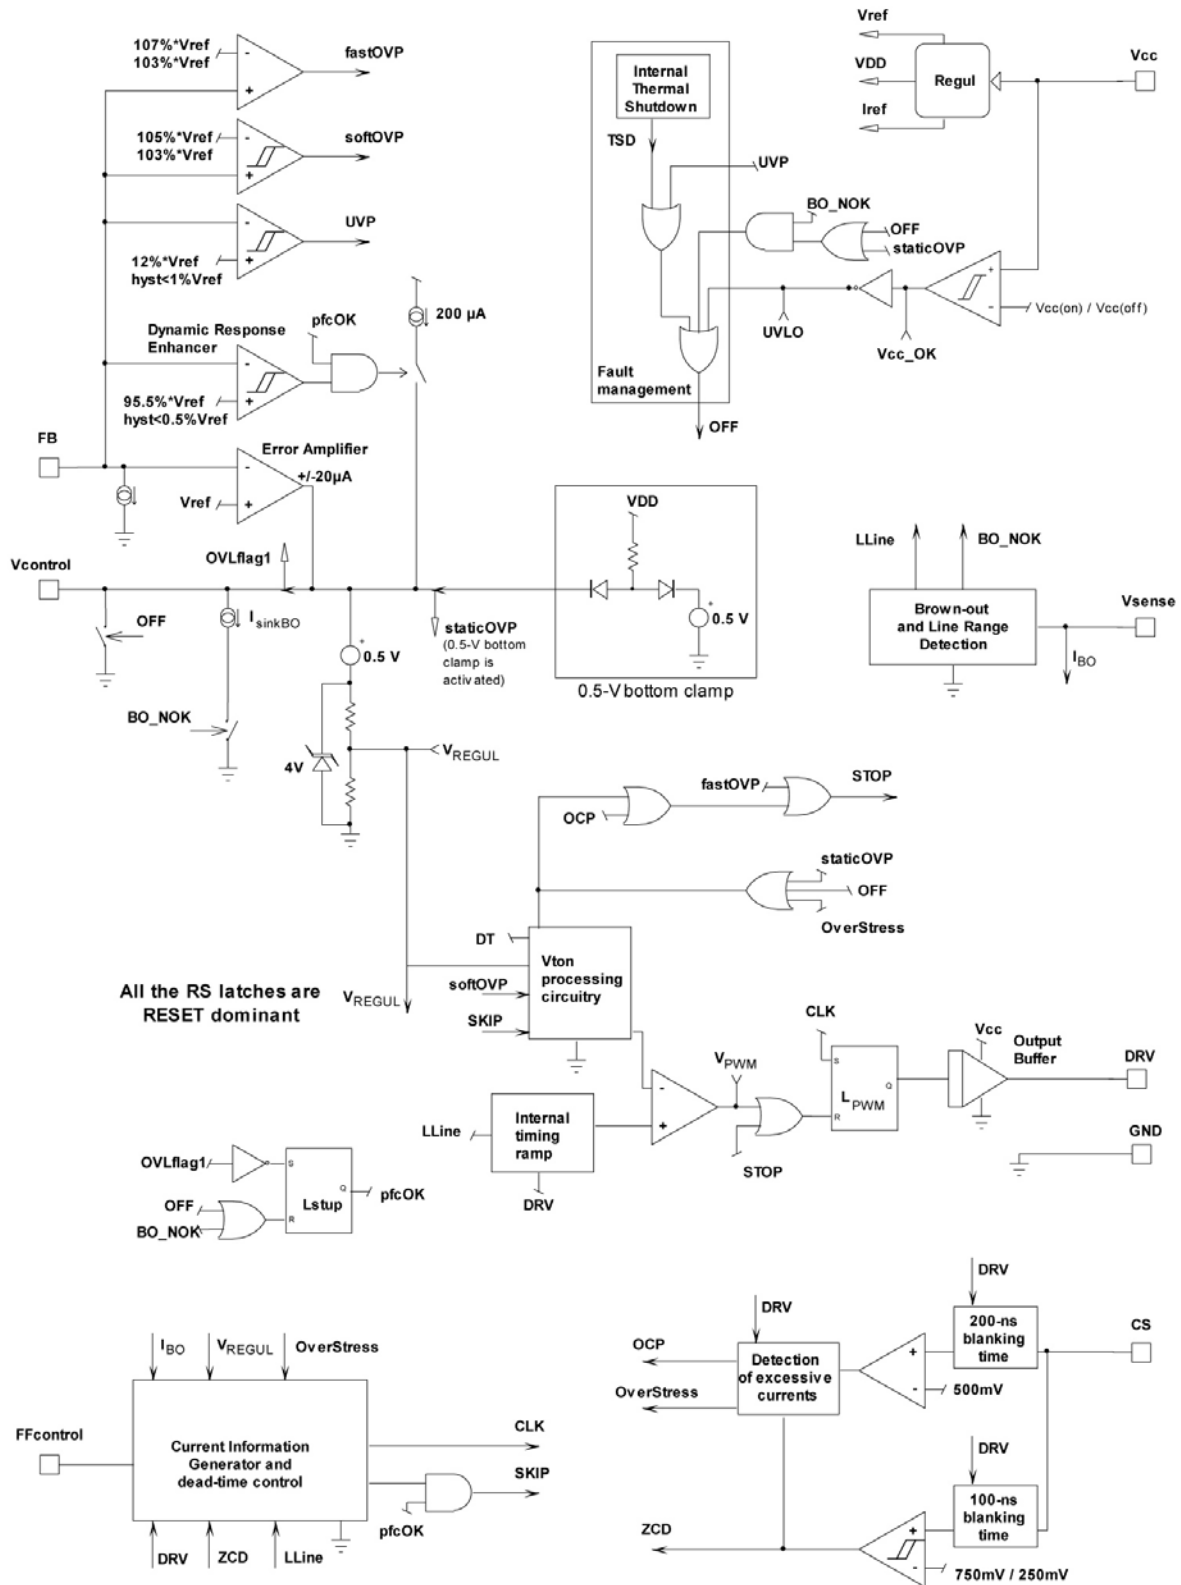 107%*Vref
103%*Vref
-
+
fastOVP
105%*Vref
103%*Vref
-
+
softOVP
-
+
UVP
12%*Vref
hyst<1%Vref
Dynamic Response
Enhancer
pfcOK
200 µA
-
+
95.5%*Vref
hyst<0.5%Vref
FB
Error Amplifier
+/-20µA
-
+
Vref
Internal
Thermal
Shutdown
TSD
UVP
BO_NOK
OFF
staticOVP
UVLO
Vcc_OK
+
-
Vcc(on) / Vcc(off)
Fault
management
OFF
Vref
VDD
Iref
Regul
Vcc
Vcontrol
OVLflag1
OFF
IsinkBO
BO_NOK
+
0.5 V
4V
VREGUL
staticOVP
(0.5-V bottom
clamp is
activated)
VDD
+
0.5 V
0.5-V bottom clamp
LLine
BO_NOK
Brown-out
and Line Range
Detection
Vsense
IBO
fastOVP
STOP
OCP
staticOVP
OFF
OverStress
DT
Vton
processing
circuitry
softOVP
SKIP
VREGUL
All the RS latches are
RESET dominant
LLine
Internal
timing
ramp
DRV
-
+
VPWM
STOP
CLK
S
Q
LPWM
R
Vcc
Output
Buffer
DRV
GND
OVLflag1
OFF
BO_NOK
S
Q
Lstup
R
pfcOK
IBO
VREGUL
OverStress
FFcontrol
Current Information
Generator and
dead-time control
CLK
SKIP
pfcOK
DRV
ZCD
LLine
DRV
OCP
OverStress
Detection
of excessive
currents
+
-
500mV
DRV
200-ns
blanking
time
CS
DRV
100-ns
blanking
time
ZCD
+
-
750mV / 250mV